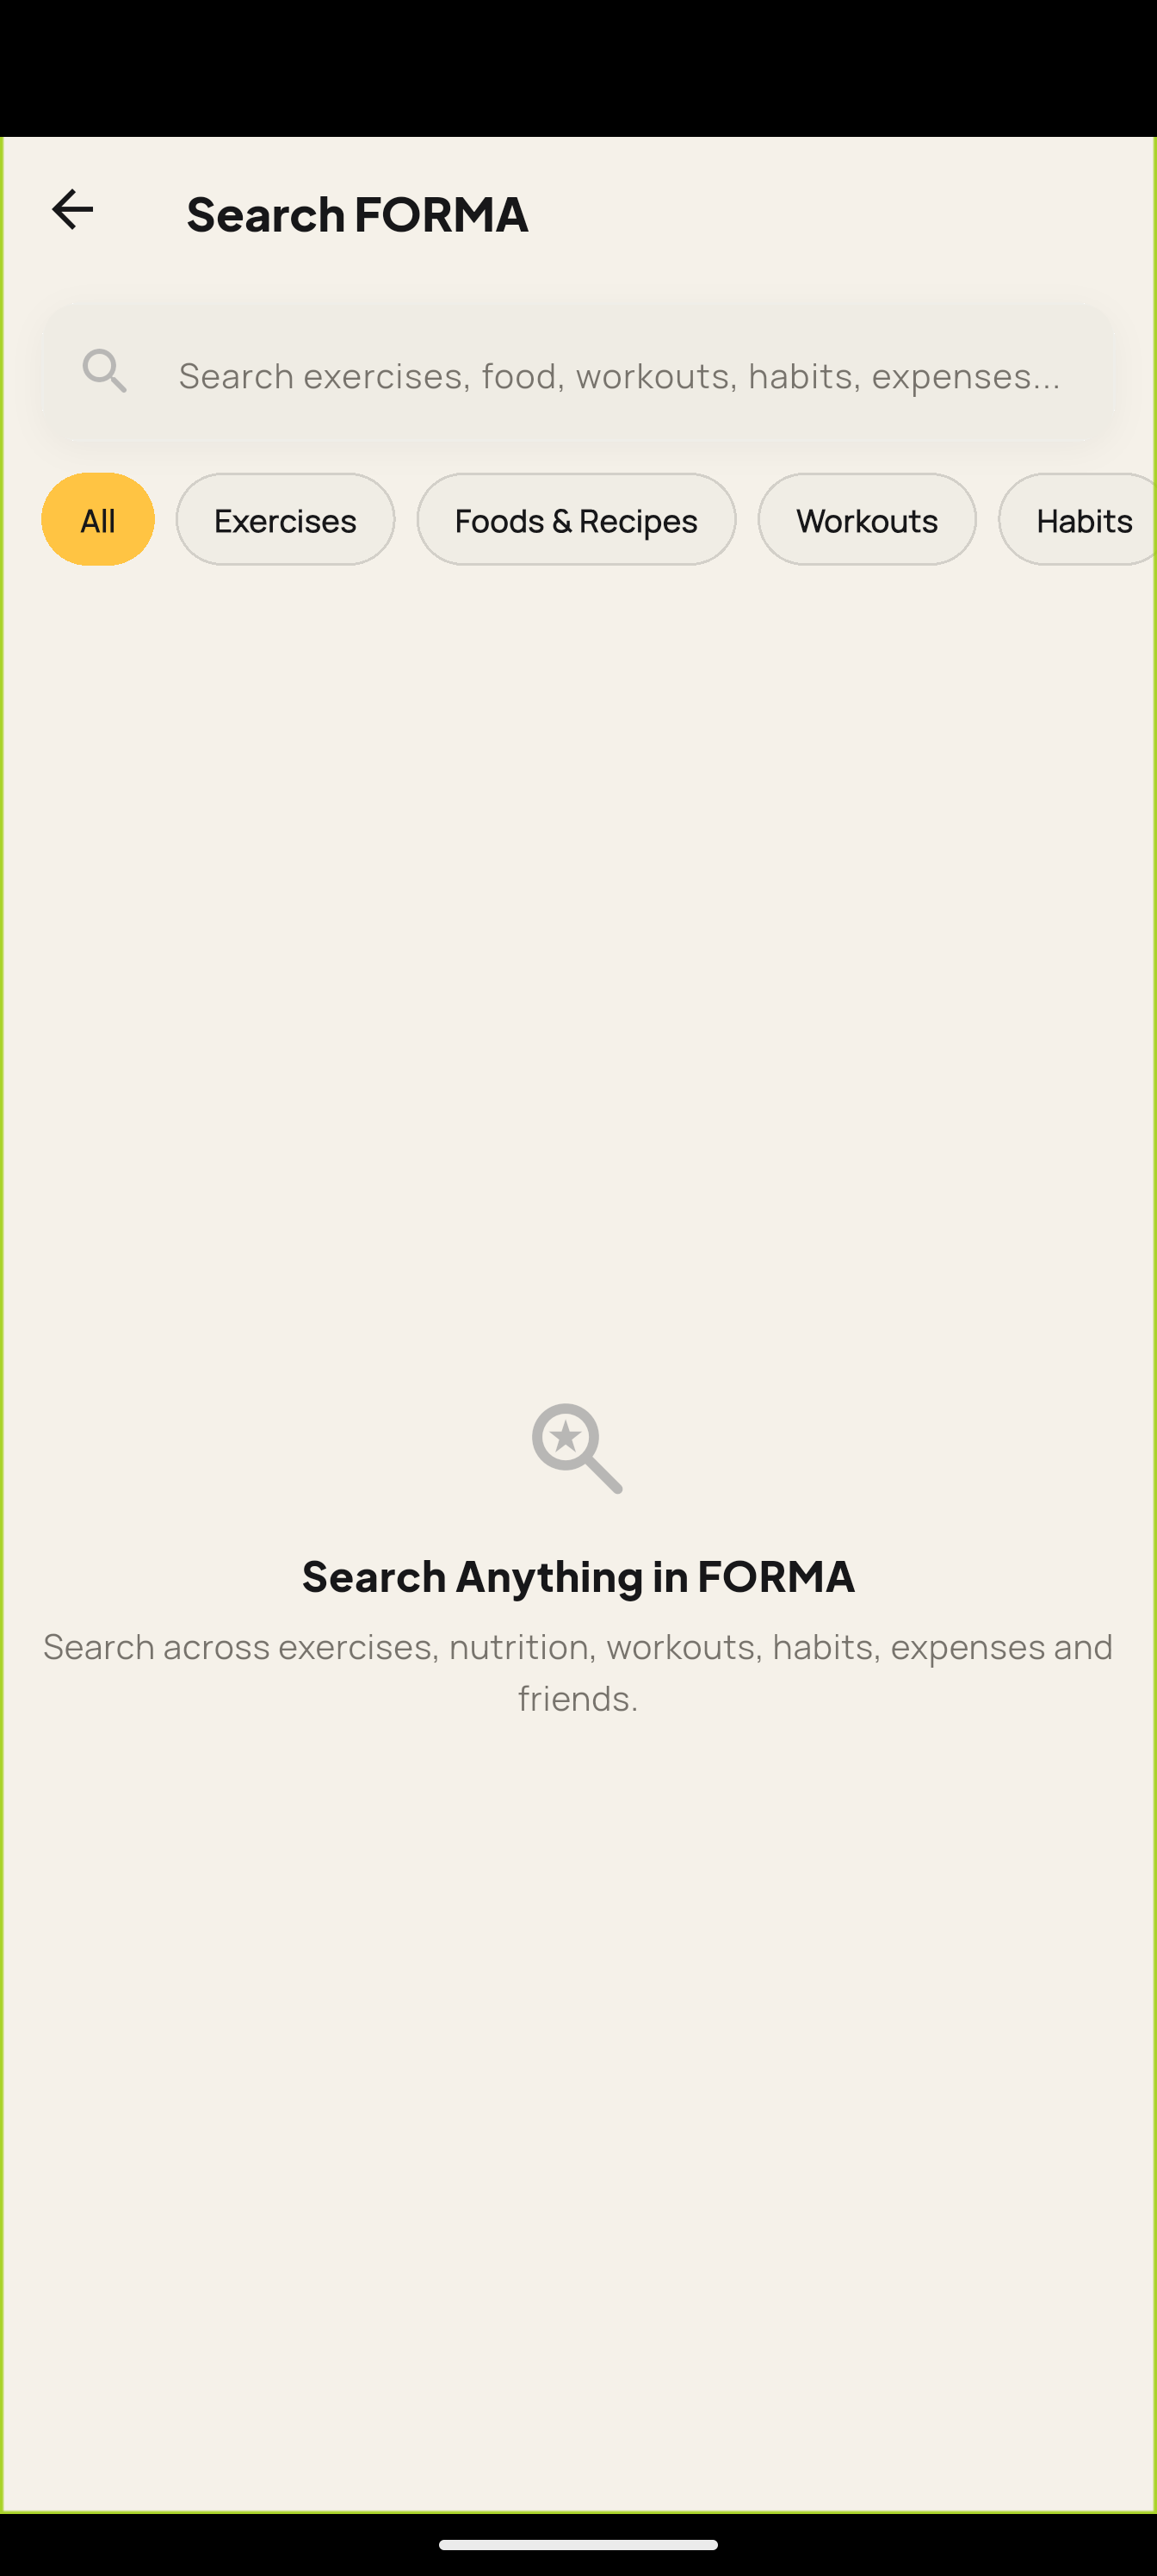 Search FORMA
Search exercises, food, workouts, habits, expenses...
All
Exercises
Foods & Recipes
Workouts
Habits
Search Anything in FORMA
Search across exercises, nutrition, workouts, habits, expenses and
friends.